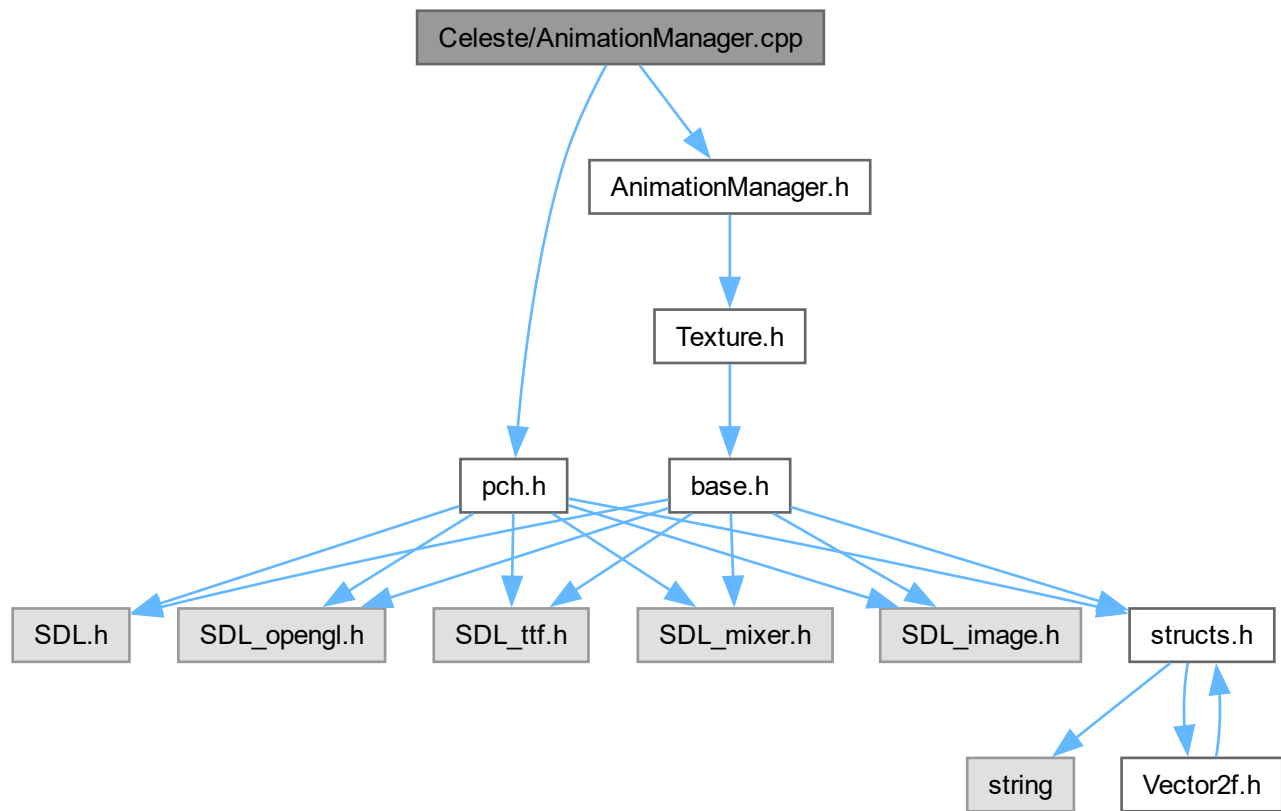 Celeste/AnimationManager.cpp
AnimationManager.h
Texture.h
pch.h
base.h
SDL.h
SDL_opengl.h
SDL_ttf.h
SDL_mixer.h
SDL_image.h
structs.h
string
Vector2f.h